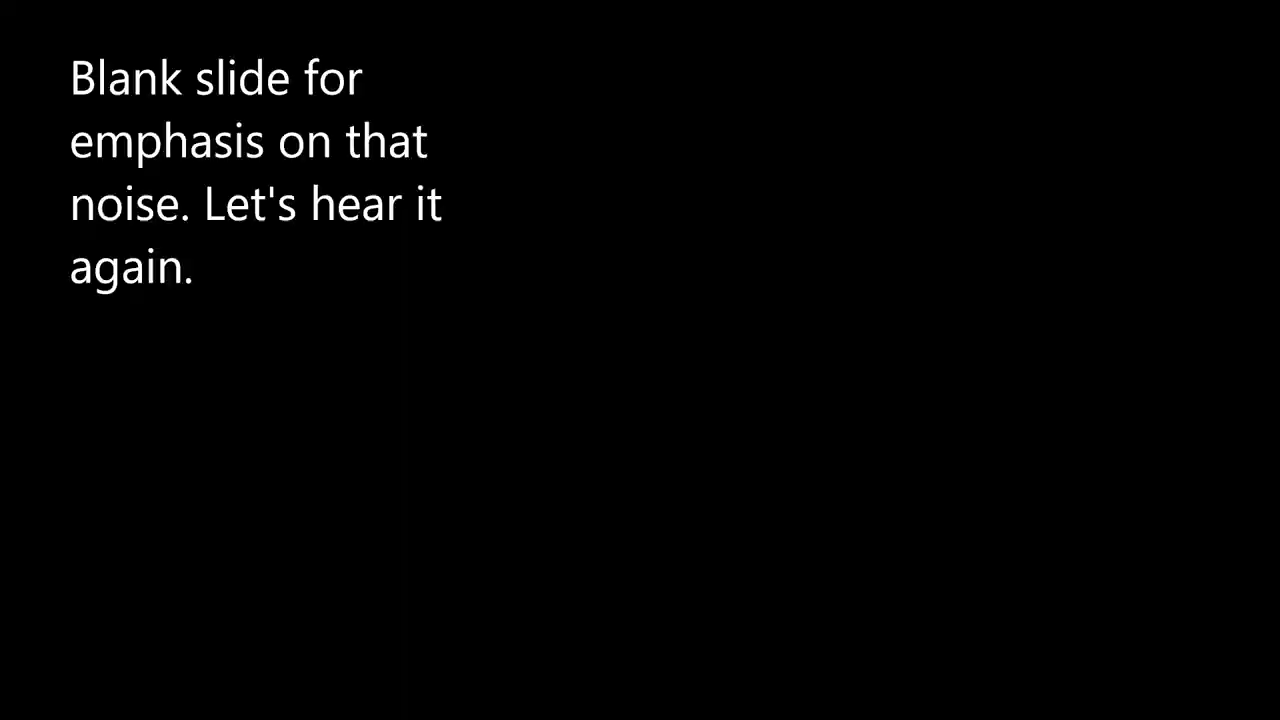 Blank slide for
emphasis on that
noise. Let's hear it
again.